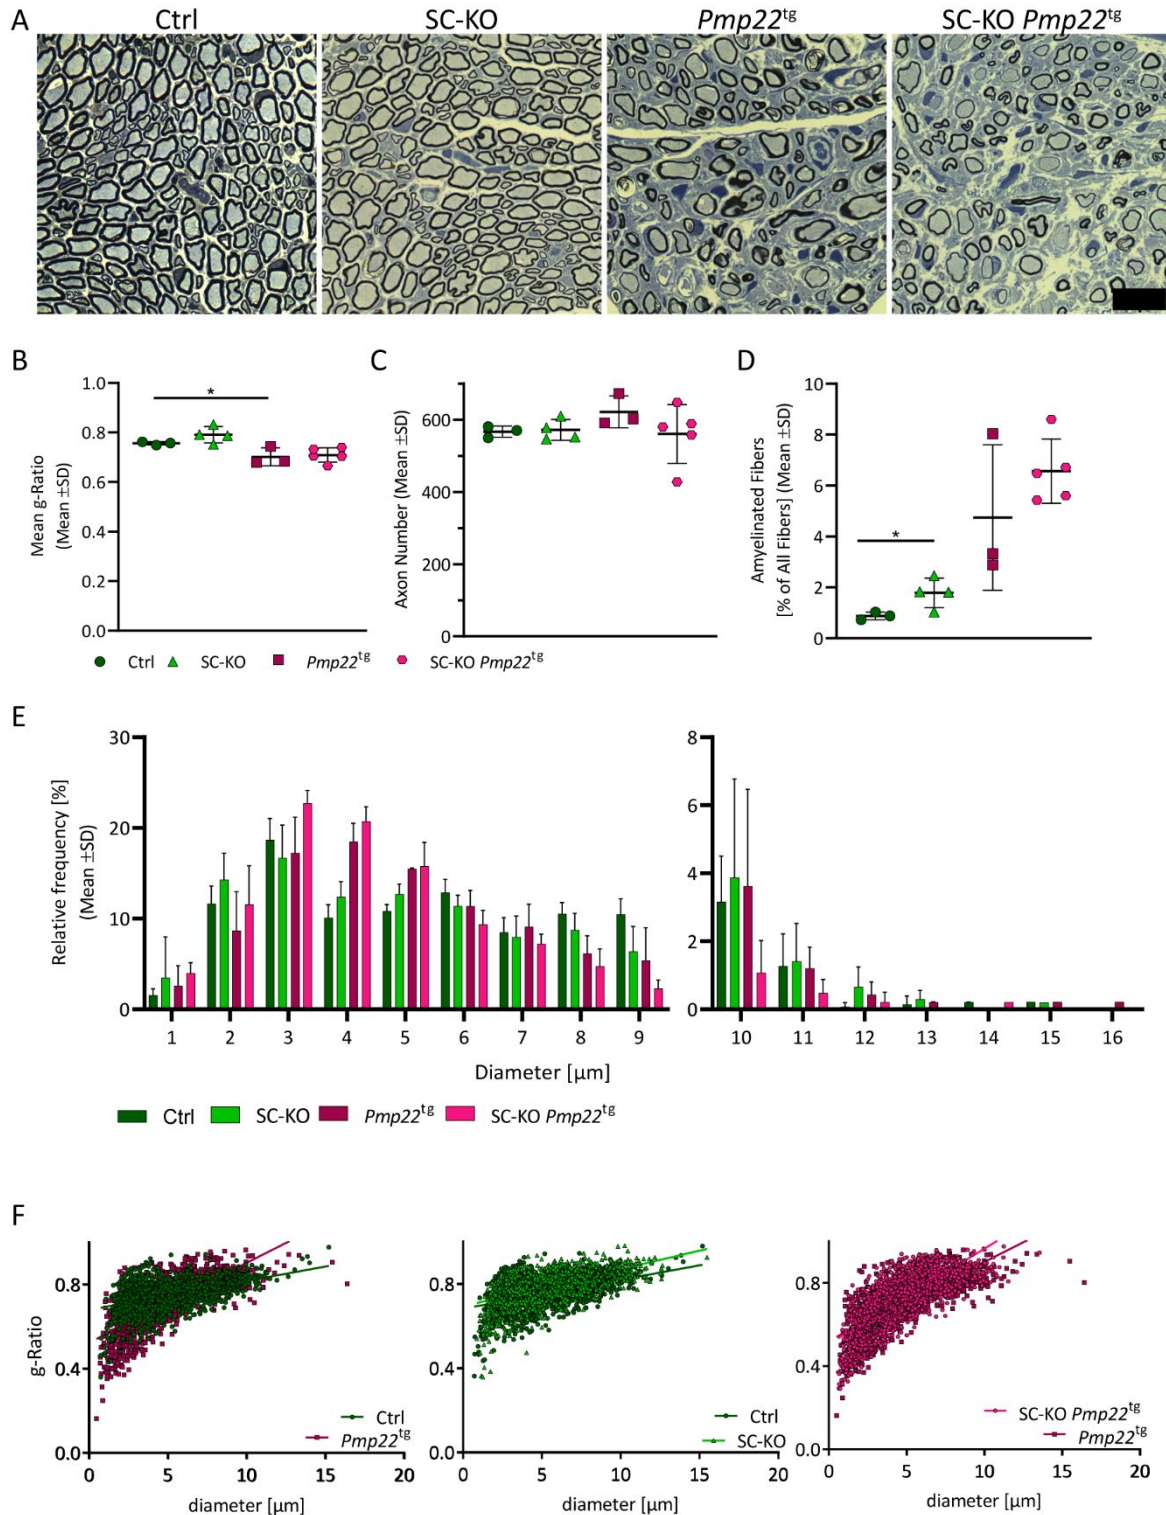 A
Ctrl
SC-KO
Pmp22tg
SC-KO Pmp22tg
B
Mean g-Ratio
(Mean ±SD)
1.0
0.8
0.6
0.4
0.2
0.0
*
C
Axon Number (Mean ±SD)
600
400
200
0
D
Amyelinated Fibers
[% of All Fibers] (Mean ±SD)
10
8
6
4
2
0
*
Ctrl
SC-KO
Pmp22tg
SC-KO Pmp22tg
E
Relative frequency [%]
(Mean ±SD)
30
20
10
0
1 2 3 4 5 6 7 8 9
8
6
4
2
0
10 11 12 13 14 15 16
Diameter [µm]
Ctrl SC-KO Pmp22tg SC-KO Pmp22tg
F
g-Ratio
0.8
0.4
0.0
Ctrl
Pmp22tg
0 5 10 15 20
diameter [µm]
0.8
0.4
0.0
Ctrl
SC-KO
0 5 10 15 20
diameter [µm]
0.8
0.4
0.0
SC-KO Pmp22tg
Pmp22tg
0 5 10 15 20
diameter [µm]